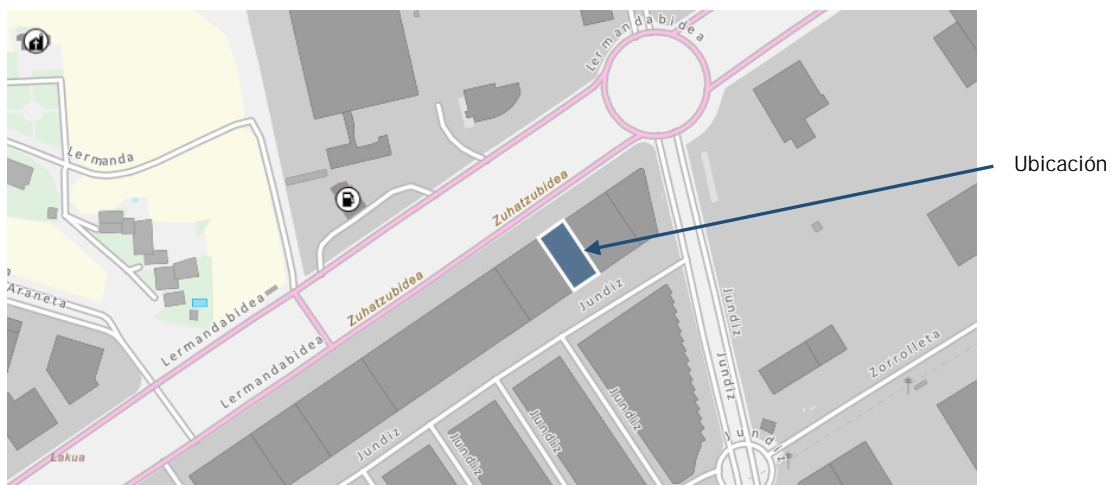 Lermandabidea
Lermanda
Ubicación
Zuhatzubidea
Araneta
Jundiz
Lermandabidea
Zuhatzubidea
Jundiz
Lermandabidea
Zorrolleta
Jundiz
Jundiz
Jundiz
Jundiz
Jundiz
Jundiz
Lakua